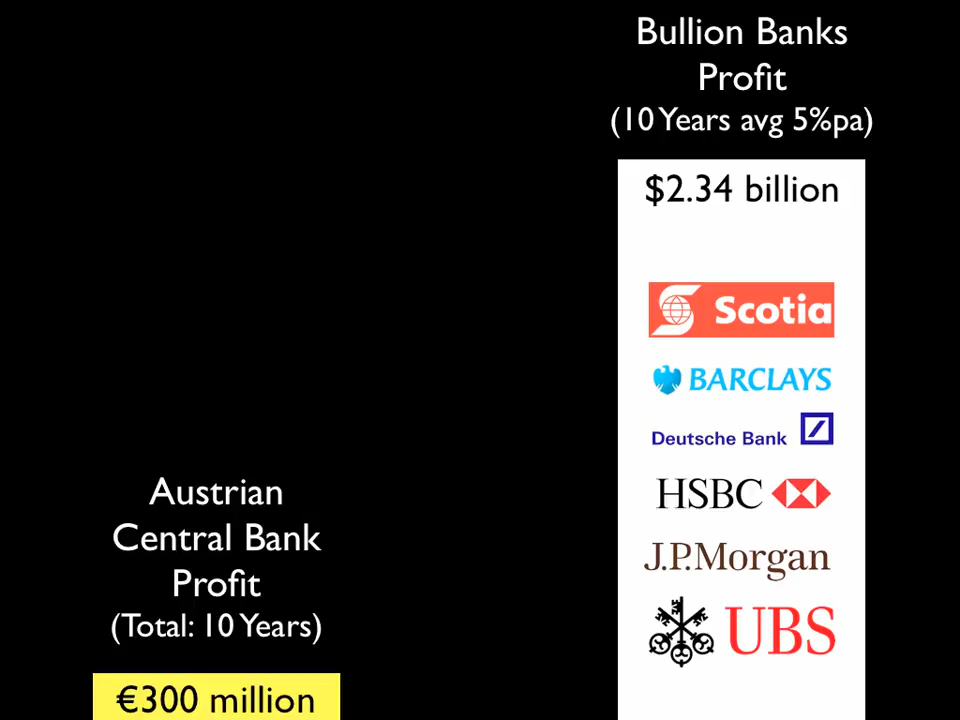 Bullion Banks
Profit
(10 Years avg 5%pa)
$2.34 billion
Scotia
BARCLAYS
Deutsche Bank
HSBC
J.P.Morgan
UBS
Austrian
Central Bank
Profit
(Total: 10 Years)
€300 million